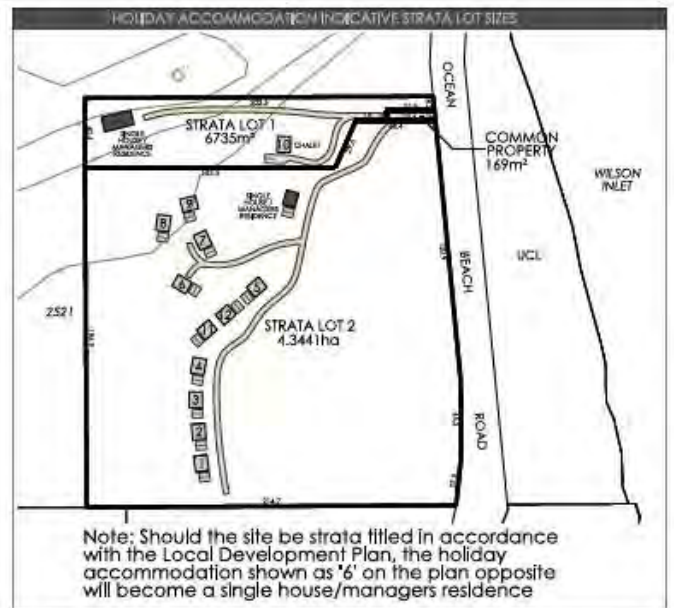 HOLIDAY ACCOMMODATION INDICATIVE STRATA LOT SIZES
OCEAN
STRATA LOT 1
6735m²
SINGLE
HOUSE/
MANAGERS
RESIDENCE
10
CHALET
COMMON
PROPERTY
169m²
WILSON
INLET
SINGLE
HOUSE/
MANAGERS
RESIDENCE
9
8
7
6
BEACH
UCL
2521
STRATA LOT 2
4.3441ha
5
4
3
2
1
ROAD
Note: Should the site be strata titled in accordance
with the Local Development Plan, the holiday
accommodation shown as '6' on the plan opposite
will become a single house/managers residence